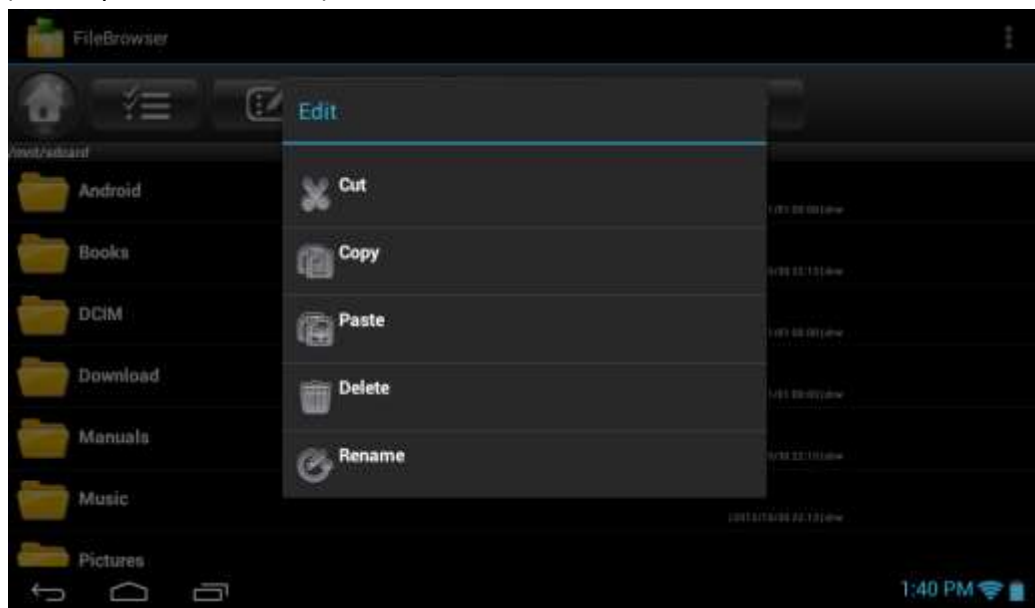 FileBrowser
Edit
/mnt/sdcard
Cut
Android
Copy
Books
Paste
DCIM
Delete
Download
Rename
Manuals
Music
Pictures
1:40 PM